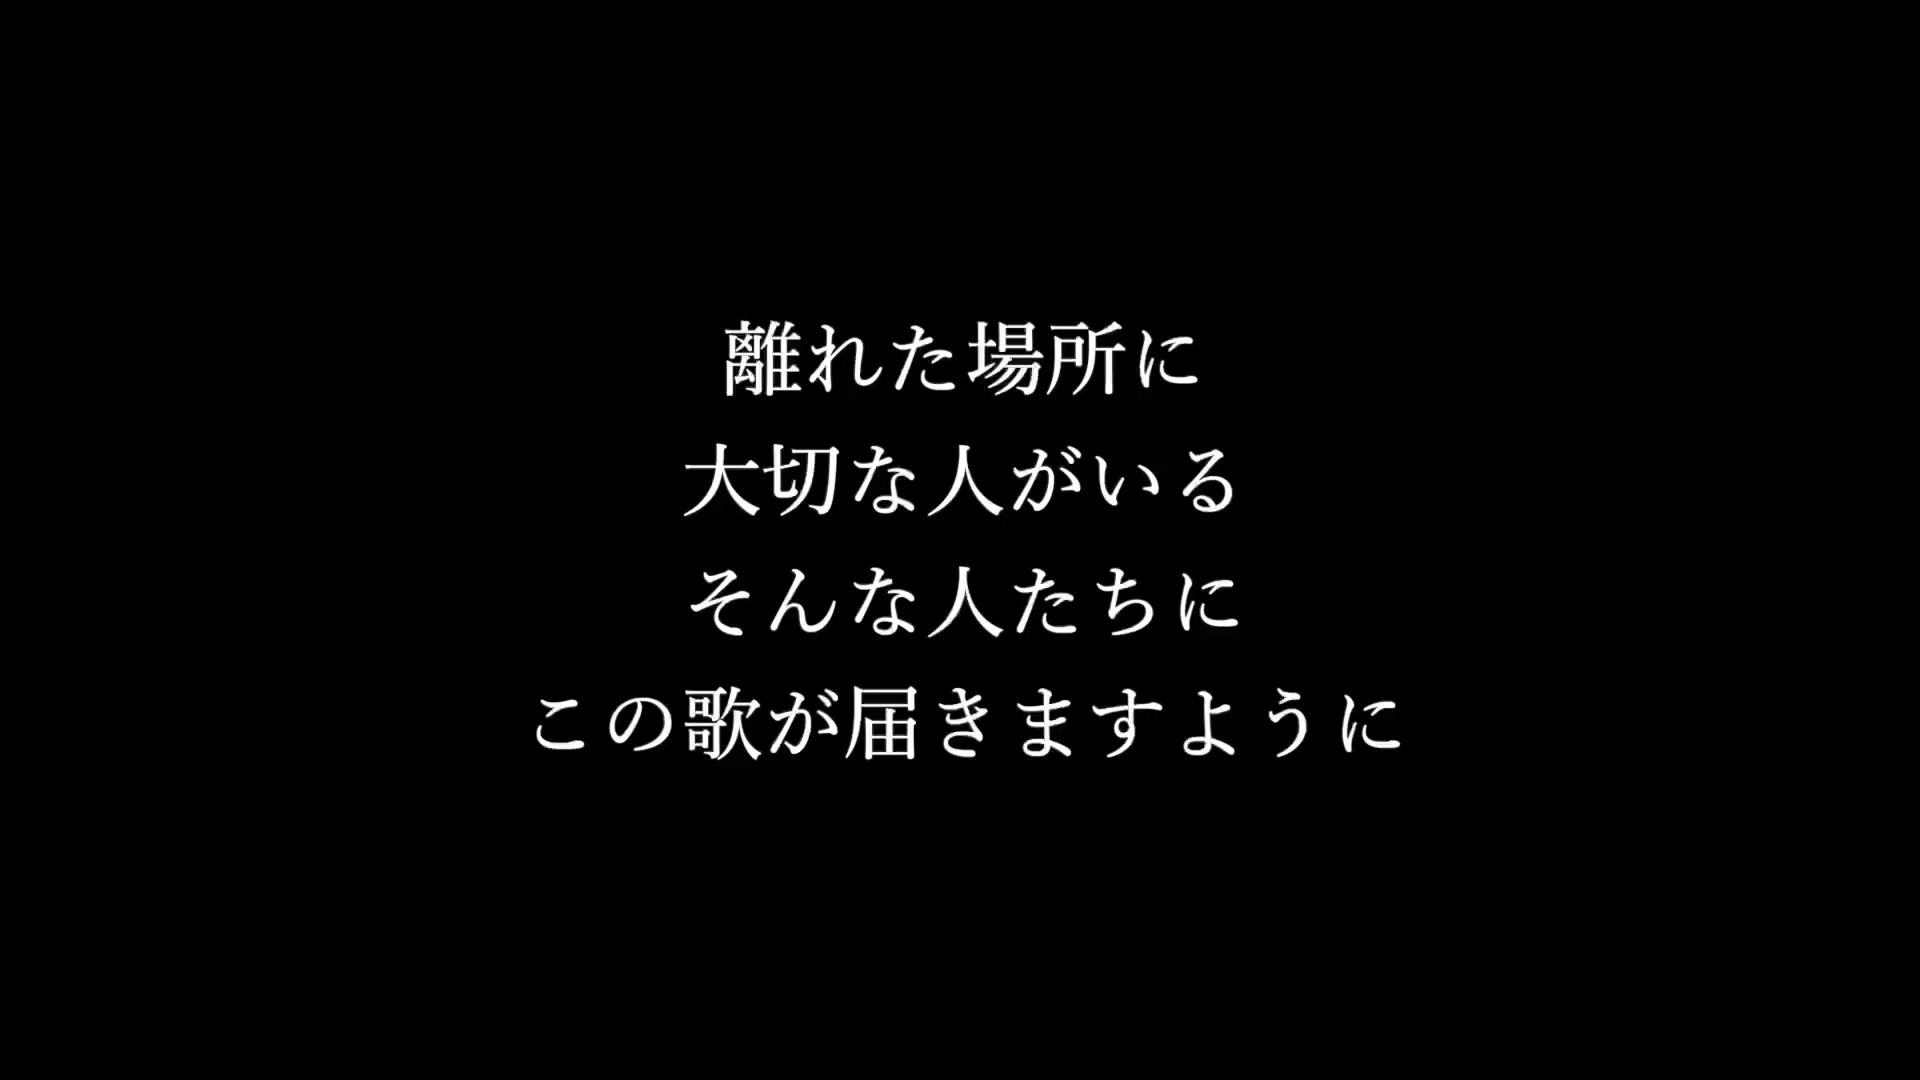 離れた場所に
大切な人がいる
そんな人たちに
この歌が届きますように